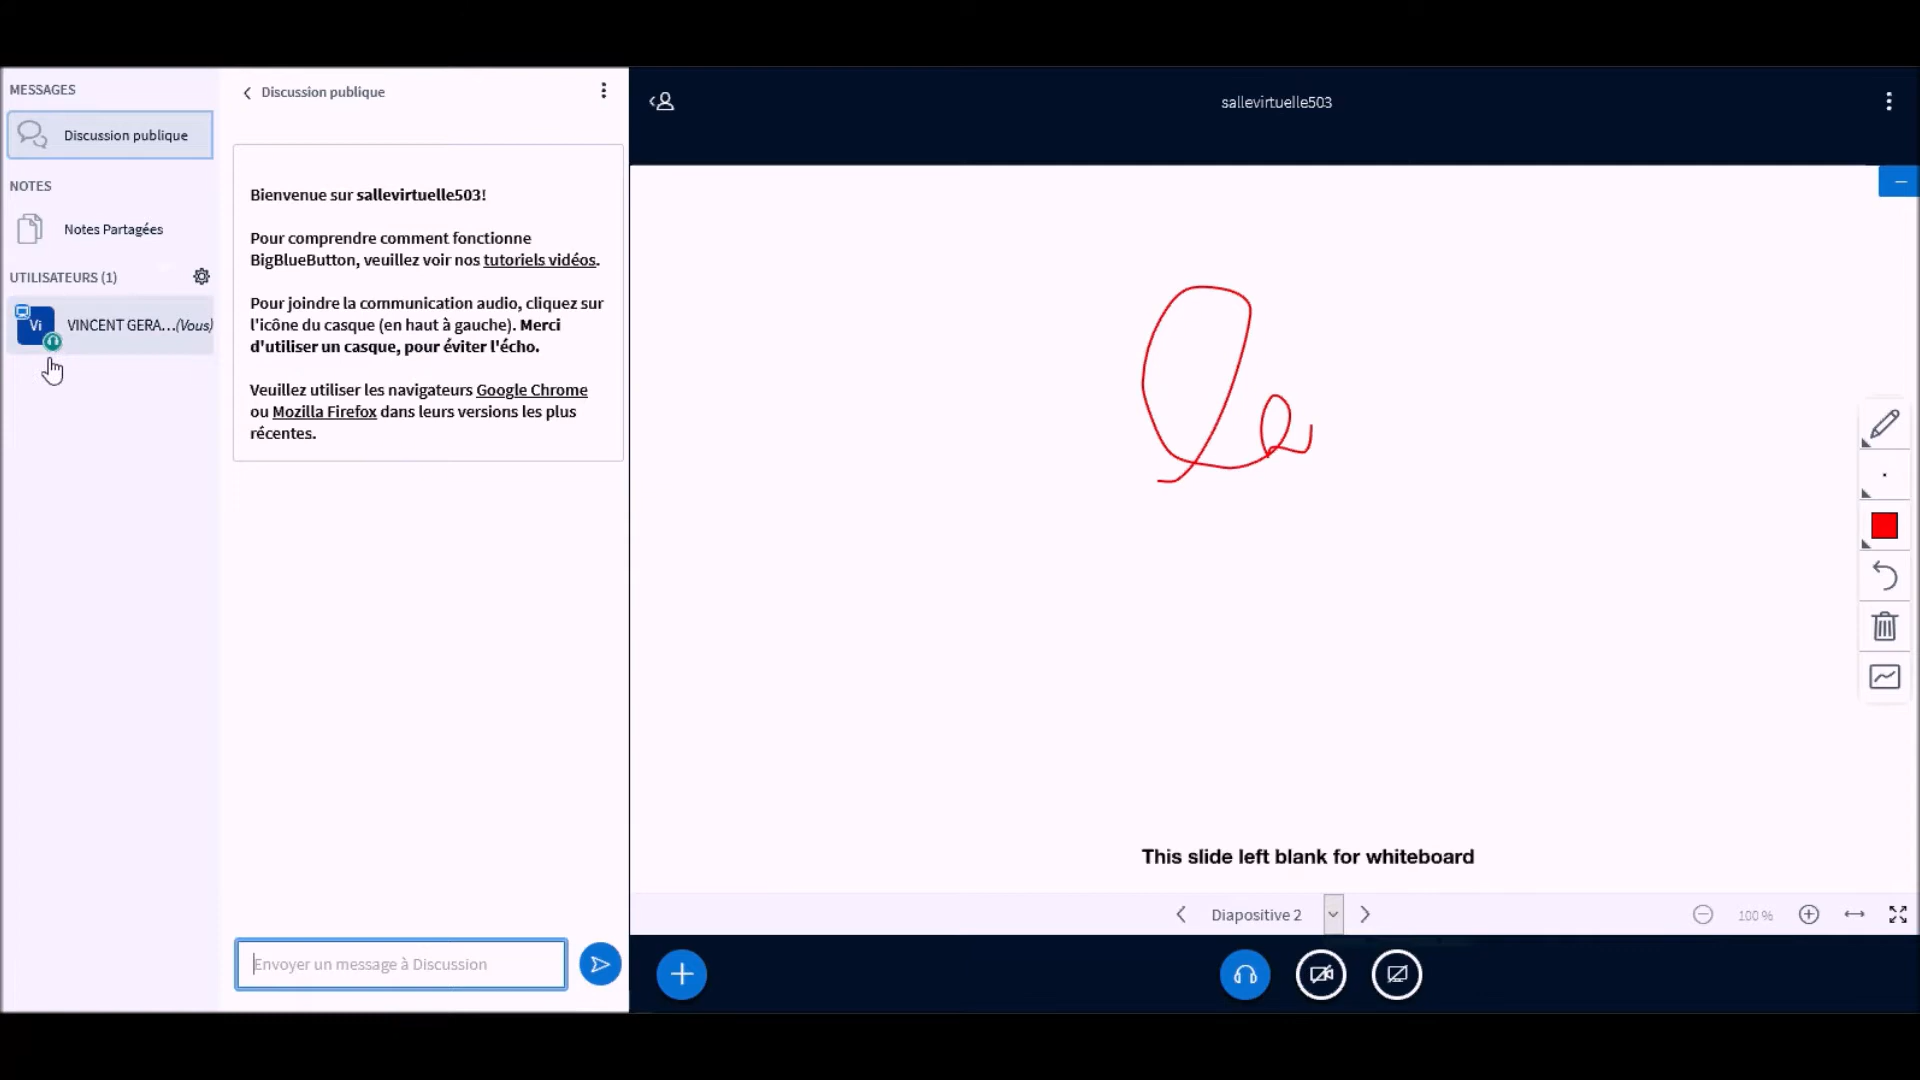 MESSAGES
Discussion publique
NOTES
Notes Partagées
UTILISATEURS (1)
Vi
VINCENT GERA...(Vous)
Discussion publique
Bienvenue sur sallevirtuelle503!
Pour comprendre comment fonctionne
BigBlueButton, veuillez voir nos tutoriels vidéos.
Pour joindre la communication audio, cliquez sur
l'icône du casque (en haut à gauche). Merci
d'utiliser un casque, pour éviter l'écho.
Veuillez utiliser les navigateurs Google Chrome
ou Mozilla Firefox dans leurs versions les plus
récentes.
Envoyer un message à Discussion
sallevirtuelle503
This slide left blank for whiteboard
Diapositive 2
100 %